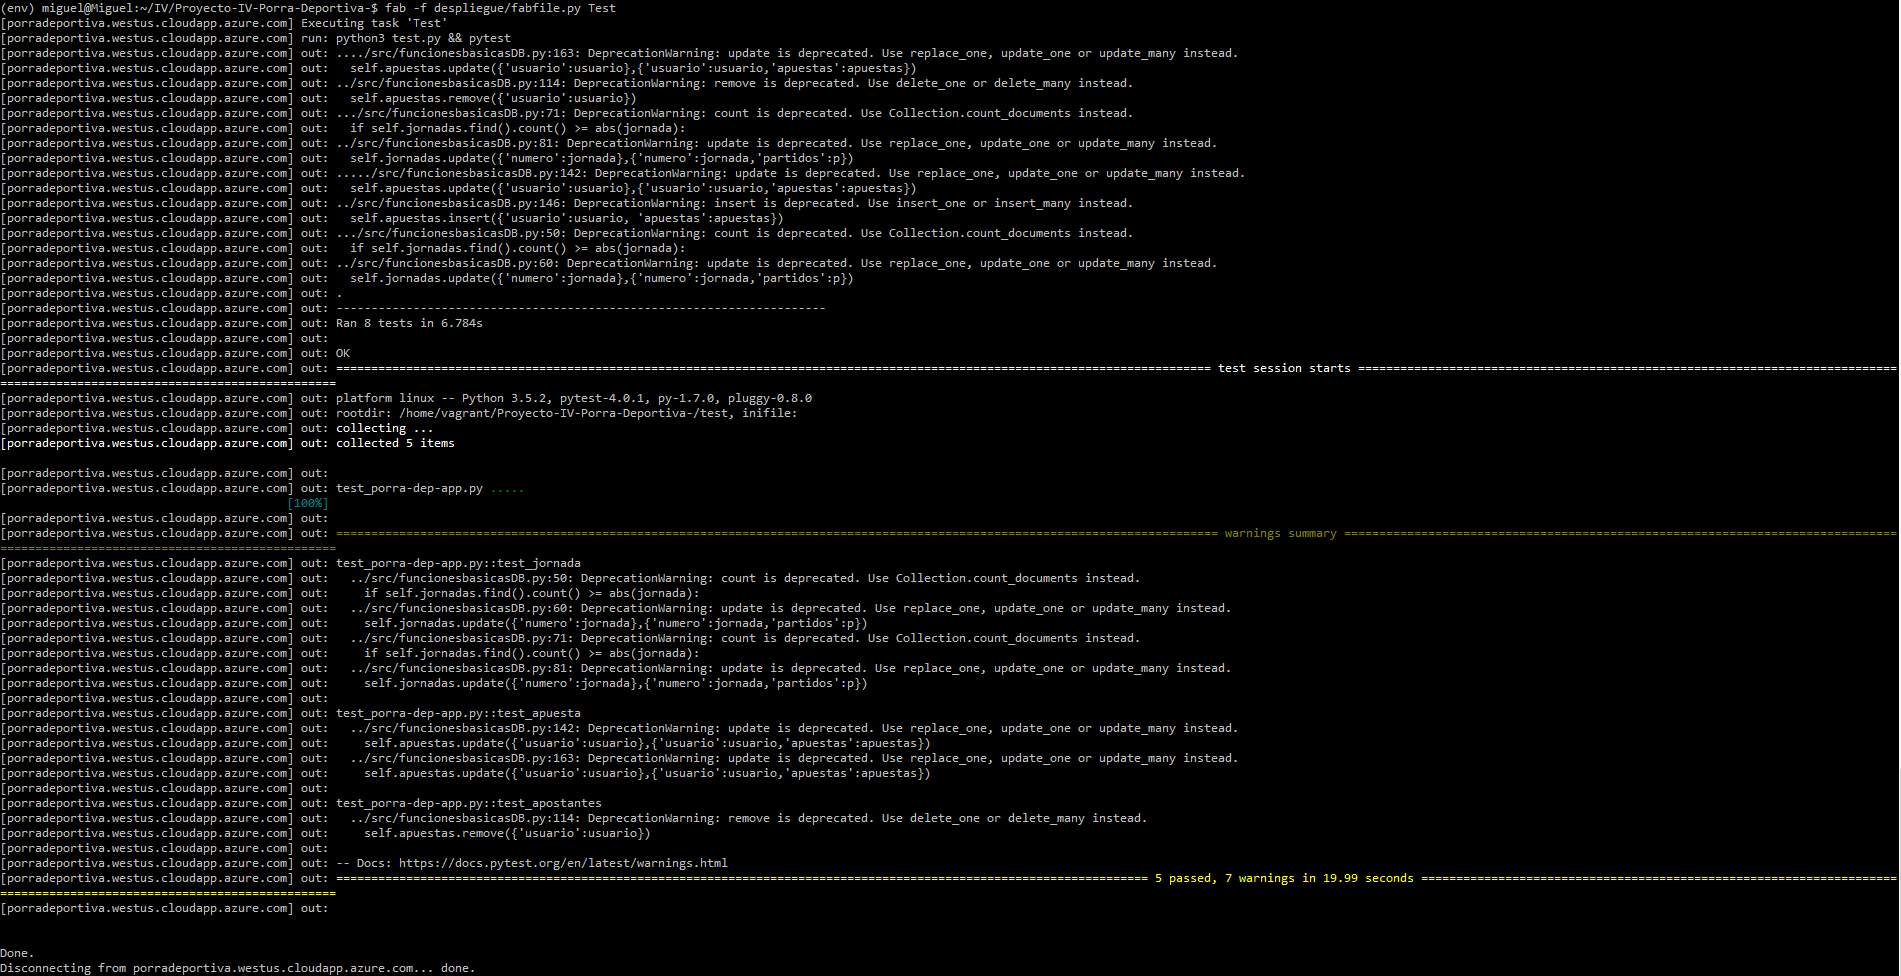 (env) miguel@Miguel:~/IV/Proyecto-IV-Porra-Deportiva-$ fab -f despliegue/fabfile.py Test
[porradeportiva.westus.cloudapp.azure.com] Executing task 'Test'
[porradeportiva.westus.cloudapp.azure.com] run: python3 test.py && pytest
[porradeportiva.westus.cloudapp.azure.com] out: ..../src/funcionesbasicasDB.py:163: DeprecationWarning: update is deprecated. Use replace_one, update_one or update_many instead.
[porradeportiva.westus.cloudapp.azure.com] out:   self.apuestas.update({'usuario':usuario},{'usuario':usuario,'apuestas':apuestas})
[porradeportiva.westus.cloudapp.azure.com] out: ../src/funcionesbasicasDB.py:114: DeprecationWarning: remove is deprecated. Use delete_one or delete_many instead.
[porradeportiva.westus.cloudapp.azure.com] out:   self.apuestas.remove({'usuario':usuario})
[porradeportiva.westus.cloudapp.azure.com] out: .../src/funcionesbasicasDB.py:71: DeprecationWarning: count is deprecated. Use Collection.count_documents instead.
[porradeportiva.westus.cloudapp.azure.com] out:   if self.jornadas.find().count() >= abs(jornada):
[porradeportiva.westus.cloudapp.azure.com] out: ../src/funcionesbasicasDB.py:81: DeprecationWarning: update is deprecated. Use replace_one, update_one or update_many instead.
[porradeportiva.westus.cloudapp.azure.com] out:   self.jornadas.update({'numero':jornada},{'numero':jornada,'partidos':p})
[porradeportiva.westus.cloudapp.azure.com] out: ...../src/funcionesbasicasDB.py:142: DeprecationWarning: update is deprecated. Use replace_one, update_one or update_many instead.
[porradeportiva.westus.cloudapp.azure.com] out:   self.apuestas.update({'usuario':usuario},{'usuario':usuario,'apuestas':apuestas})
[porradeportiva.westus.cloudapp.azure.com] out: ../src/funcionesbasicasDB.py:146: DeprecationWarning: insert is deprecated. Use insert_one or insert_many instead.
[porradeportiva.westus.cloudapp.azure.com] out:   self.apuestas.insert({'usuario':usuario, 'apuestas':apuestas})
[porradeportiva.westus.cloudapp.azure.com] out: .../src/funcionesbasicasDB.py:50: DeprecationWarning: count is deprecated. Use Collection.count_documents instead.
[porradeportiva.westus.cloudapp.azure.com] out:   if self.jornadas.find().count() >= abs(jornada):
[porradeportiva.westus.cloudapp.azure.com] out: ../src/funcionesbasicasDB.py:60: DeprecationWarning: update is deprecated. Use replace_one, update_one or update_many instead.
[porradeportiva.westus.cloudapp.azure.com] out:   self.jornadas.update({'numero':jornada},{'numero':jornada,'partidos':p})
[porradeportiva.westus.cloudapp.azure.com] out: .
[porradeportiva.westus.cloudapp.azure.com] out: ----------------------------------------------------------------------
[porradeportiva.westus.cloudapp.azure.com] out: Ran 8 tests in 6.784s
[porradeportiva.westus.cloudapp.azure.com] out:
[porradeportiva.westus.cloudapp.azure.com] out: OK
[porradeportiva.westus.cloudapp.azure.com] out: ============================================================================================================================= test session starts =============================================================================
================================================
[porradeportiva.westus.cloudapp.azure.com] out: platform linux -- Python 3.5.2, pytest-4.0.1, py-1.7.0, pluggy-0.8.0
[porradeportiva.westus.cloudapp.azure.com] out: rootdir: /home/vagrant/Proyecto-IV-Porra-Deportiva-/test, inifile:
[porradeportiva.westus.cloudapp.azure.com] out: collecting ...
[porradeportiva.westus.cloudapp.azure.com] out: collected 5 items
[porradeportiva.westus.cloudapp.azure.com] out:
[porradeportiva.westus.cloudapp.azure.com] out: test_porra-dep-app.py .....
[100%]
[porradeportiva.westus.cloudapp.azure.com] out:
[porradeportiva.westus.cloudapp.azure.com] out: ============================================================================================================================== warnings summary ===============================================================================
================================================
[porradeportiva.westus.cloudapp.azure.com] out: test_porra-dep-app.py::test_jornada
[porradeportiva.westus.cloudapp.azure.com] out:   ../src/funcionesbasicasDB.py:50: DeprecationWarning: count is deprecated. Use Collection.count_documents instead.
[porradeportiva.westus.cloudapp.azure.com] out:     if self.jornadas.find().count() >= abs(jornada):
[porradeportiva.westus.cloudapp.azure.com] out:   ../src/funcionesbasicasDB.py:60: DeprecationWarning: update is deprecated. Use replace_one, update_one or update_many instead.
[porradeportiva.westus.cloudapp.azure.com] out:     self.jornadas.update({'numero':jornada},{'numero':jornada,'partidos':p})
[porradeportiva.westus.cloudapp.azure.com] out:   ../src/funcionesbasicasDB.py:71: DeprecationWarning: count is deprecated. Use Collection.count_documents instead.
[porradeportiva.westus.cloudapp.azure.com] out:     if self.jornadas.find().count() >= abs(jornada):
[porradeportiva.westus.cloudapp.azure.com] out:   ../src/funcionesbasicasDB.py:81: DeprecationWarning: update is deprecated. Use replace_one, update_one or update_many instead.
[porradeportiva.westus.cloudapp.azure.com] out:     self.jornadas.update({'numero':jornada},{'numero':jornada,'partidos':p})
[porradeportiva.westus.cloudapp.azure.com] out:
[porradeportiva.westus.cloudapp.azure.com] out: test_porra-dep-app.py::test_apuesta
[porradeportiva.westus.cloudapp.azure.com] out:   ../src/funcionesbasicasDB.py:142: DeprecationWarning: update is deprecated. Use replace_one, update_one or update_many instead.
[porradeportiva.westus.cloudapp.azure.com] out:     self.apuestas.update({'usuario':usuario},{'usuario':usuario,'apuestas':apuestas})
[porradeportiva.westus.cloudapp.azure.com] out:   ../src/funcionesbasicasDB.py:163: DeprecationWarning: update is deprecated. Use replace_one, update_one or update_many instead.
[porradeportiva.westus.cloudapp.azure.com] out:     self.apuestas.update({'usuario':usuario},{'usuario':usuario,'apuestas':apuestas})
[porradeportiva.westus.cloudapp.azure.com] out:
[porradeportiva.westus.cloudapp.azure.com] out: test_porra-dep-app.py::test_apostantes
[porradeportiva.westus.cloudapp.azure.com] out:   ../src/funcionesbasicasDB.py:114: DeprecationWarning: remove is deprecated. Use delete_one or delete_many instead.
[porradeportiva.westus.cloudapp.azure.com] out:     self.apuestas.remove({'usuario':usuario})
[porradeportiva.westus.cloudapp.azure.com] out:
[porradeportiva.westus.cloudapp.azure.com] out: -- Docs: https://docs.pytest.org/en/latest/warnings.html
[porradeportiva.westus.cloudapp.azure.com] out: ==================================================================================================================== 5 passed, 7 warnings in 19.99 seconds ====================================================================
================================================
[porradeportiva.westus.cloudapp.azure.com] out:
Done.
Disconnecting from porradeportiva.westus.cloudapp.azure.com... done.